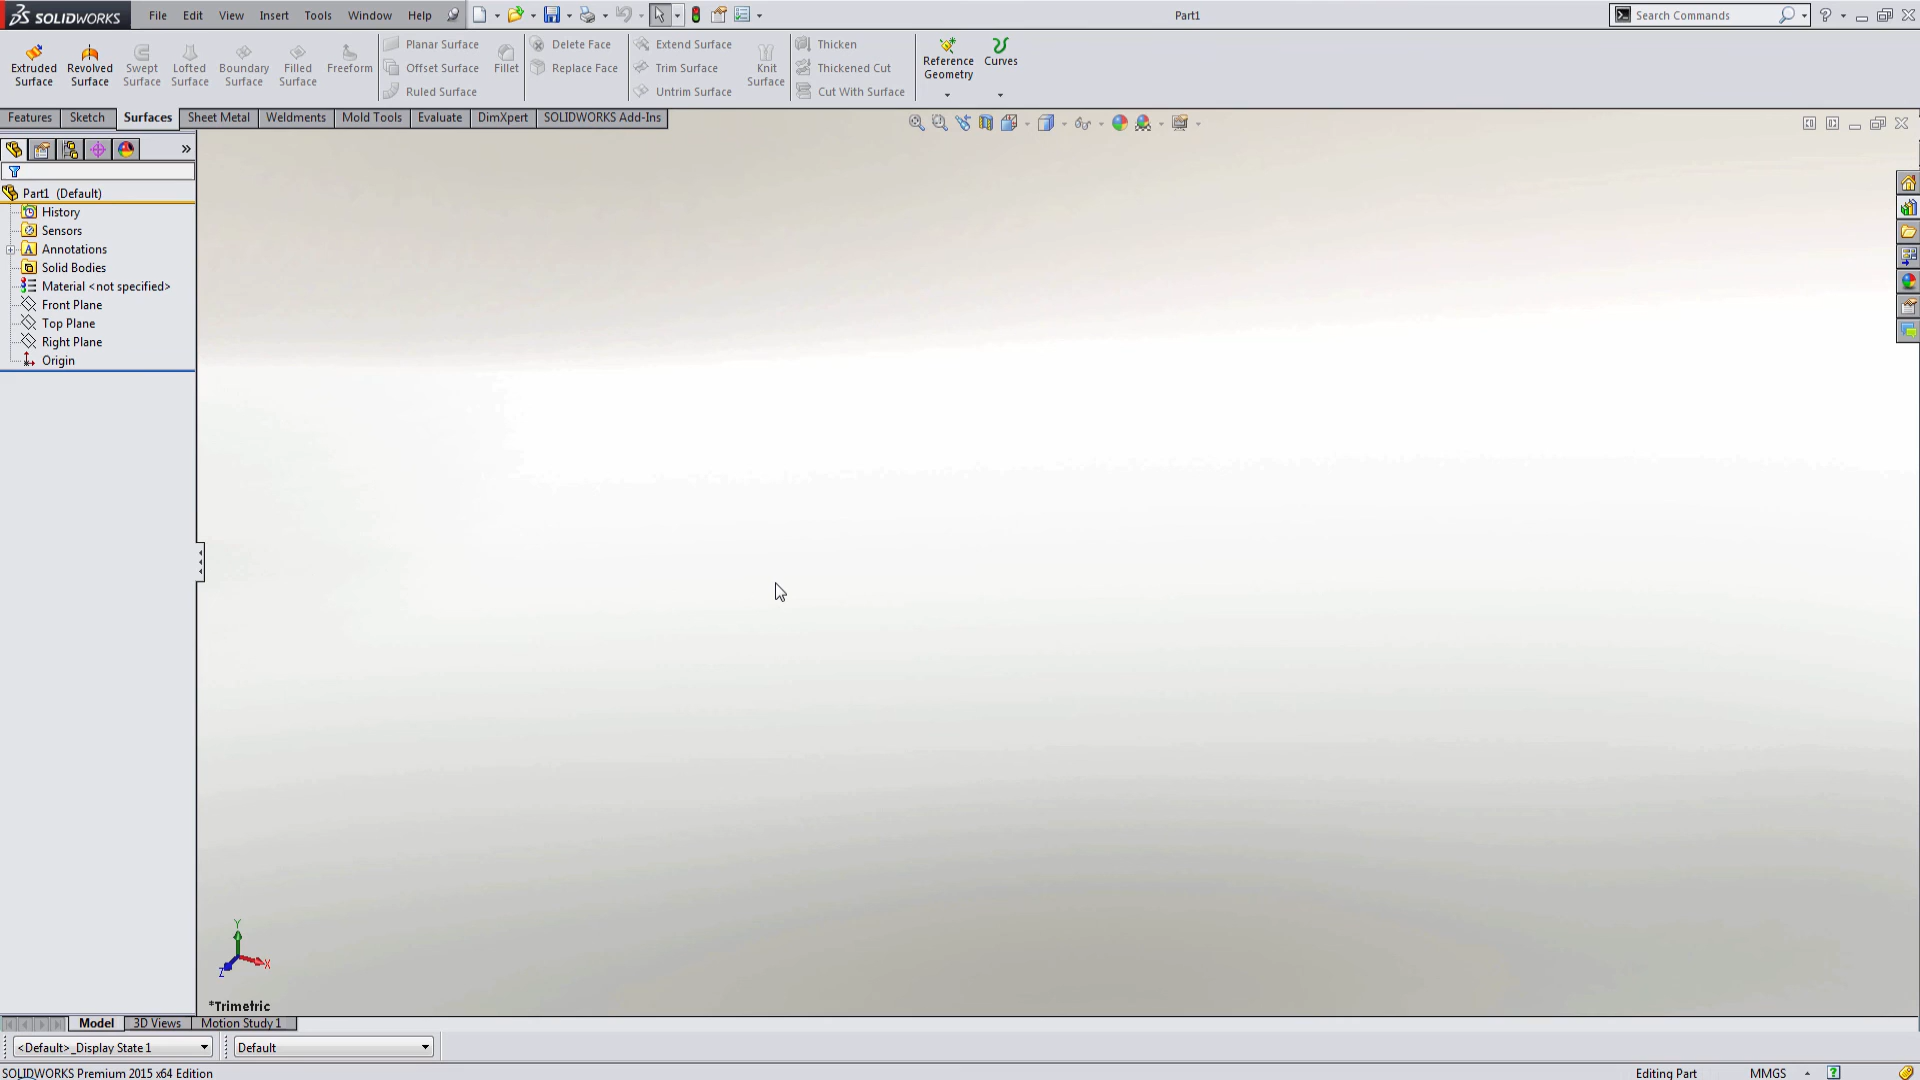 SOLIDWORKS File Edit View Insert Tools Window Help Part1 Search Commands
Extruded Surface
Revolved Surface
Swept Surface
Lofted Surface
Boundary Surface
Filled Surface
Freeform
Planar Surface
Offset Surface
Ruled Surface
Fillet
Delete Face
Replace Face
Extend Surface
Trim Surface
Untrim Surface
Knit Surface
Thicken
Thickened Cut
Cut With Surface
Reference Geometry
Curves
Features Sketch Surfaces Sheet Metal Weldments Mold Tools Evaluate DimXpert SOLIDWORKS Add-Ins
Part1 (Default)
History
Sensors
Annotations
Solid Bodies
Material <not specified>
Front Plane
Top Plane
Right Plane
Origin
Y
X
Z
*Trimetric
Model 3D Views Motion Study 1
<Default>_Display State 1 Default
SOLIDWORKS Premium 2015 x64 Edition Editing Part MMGS